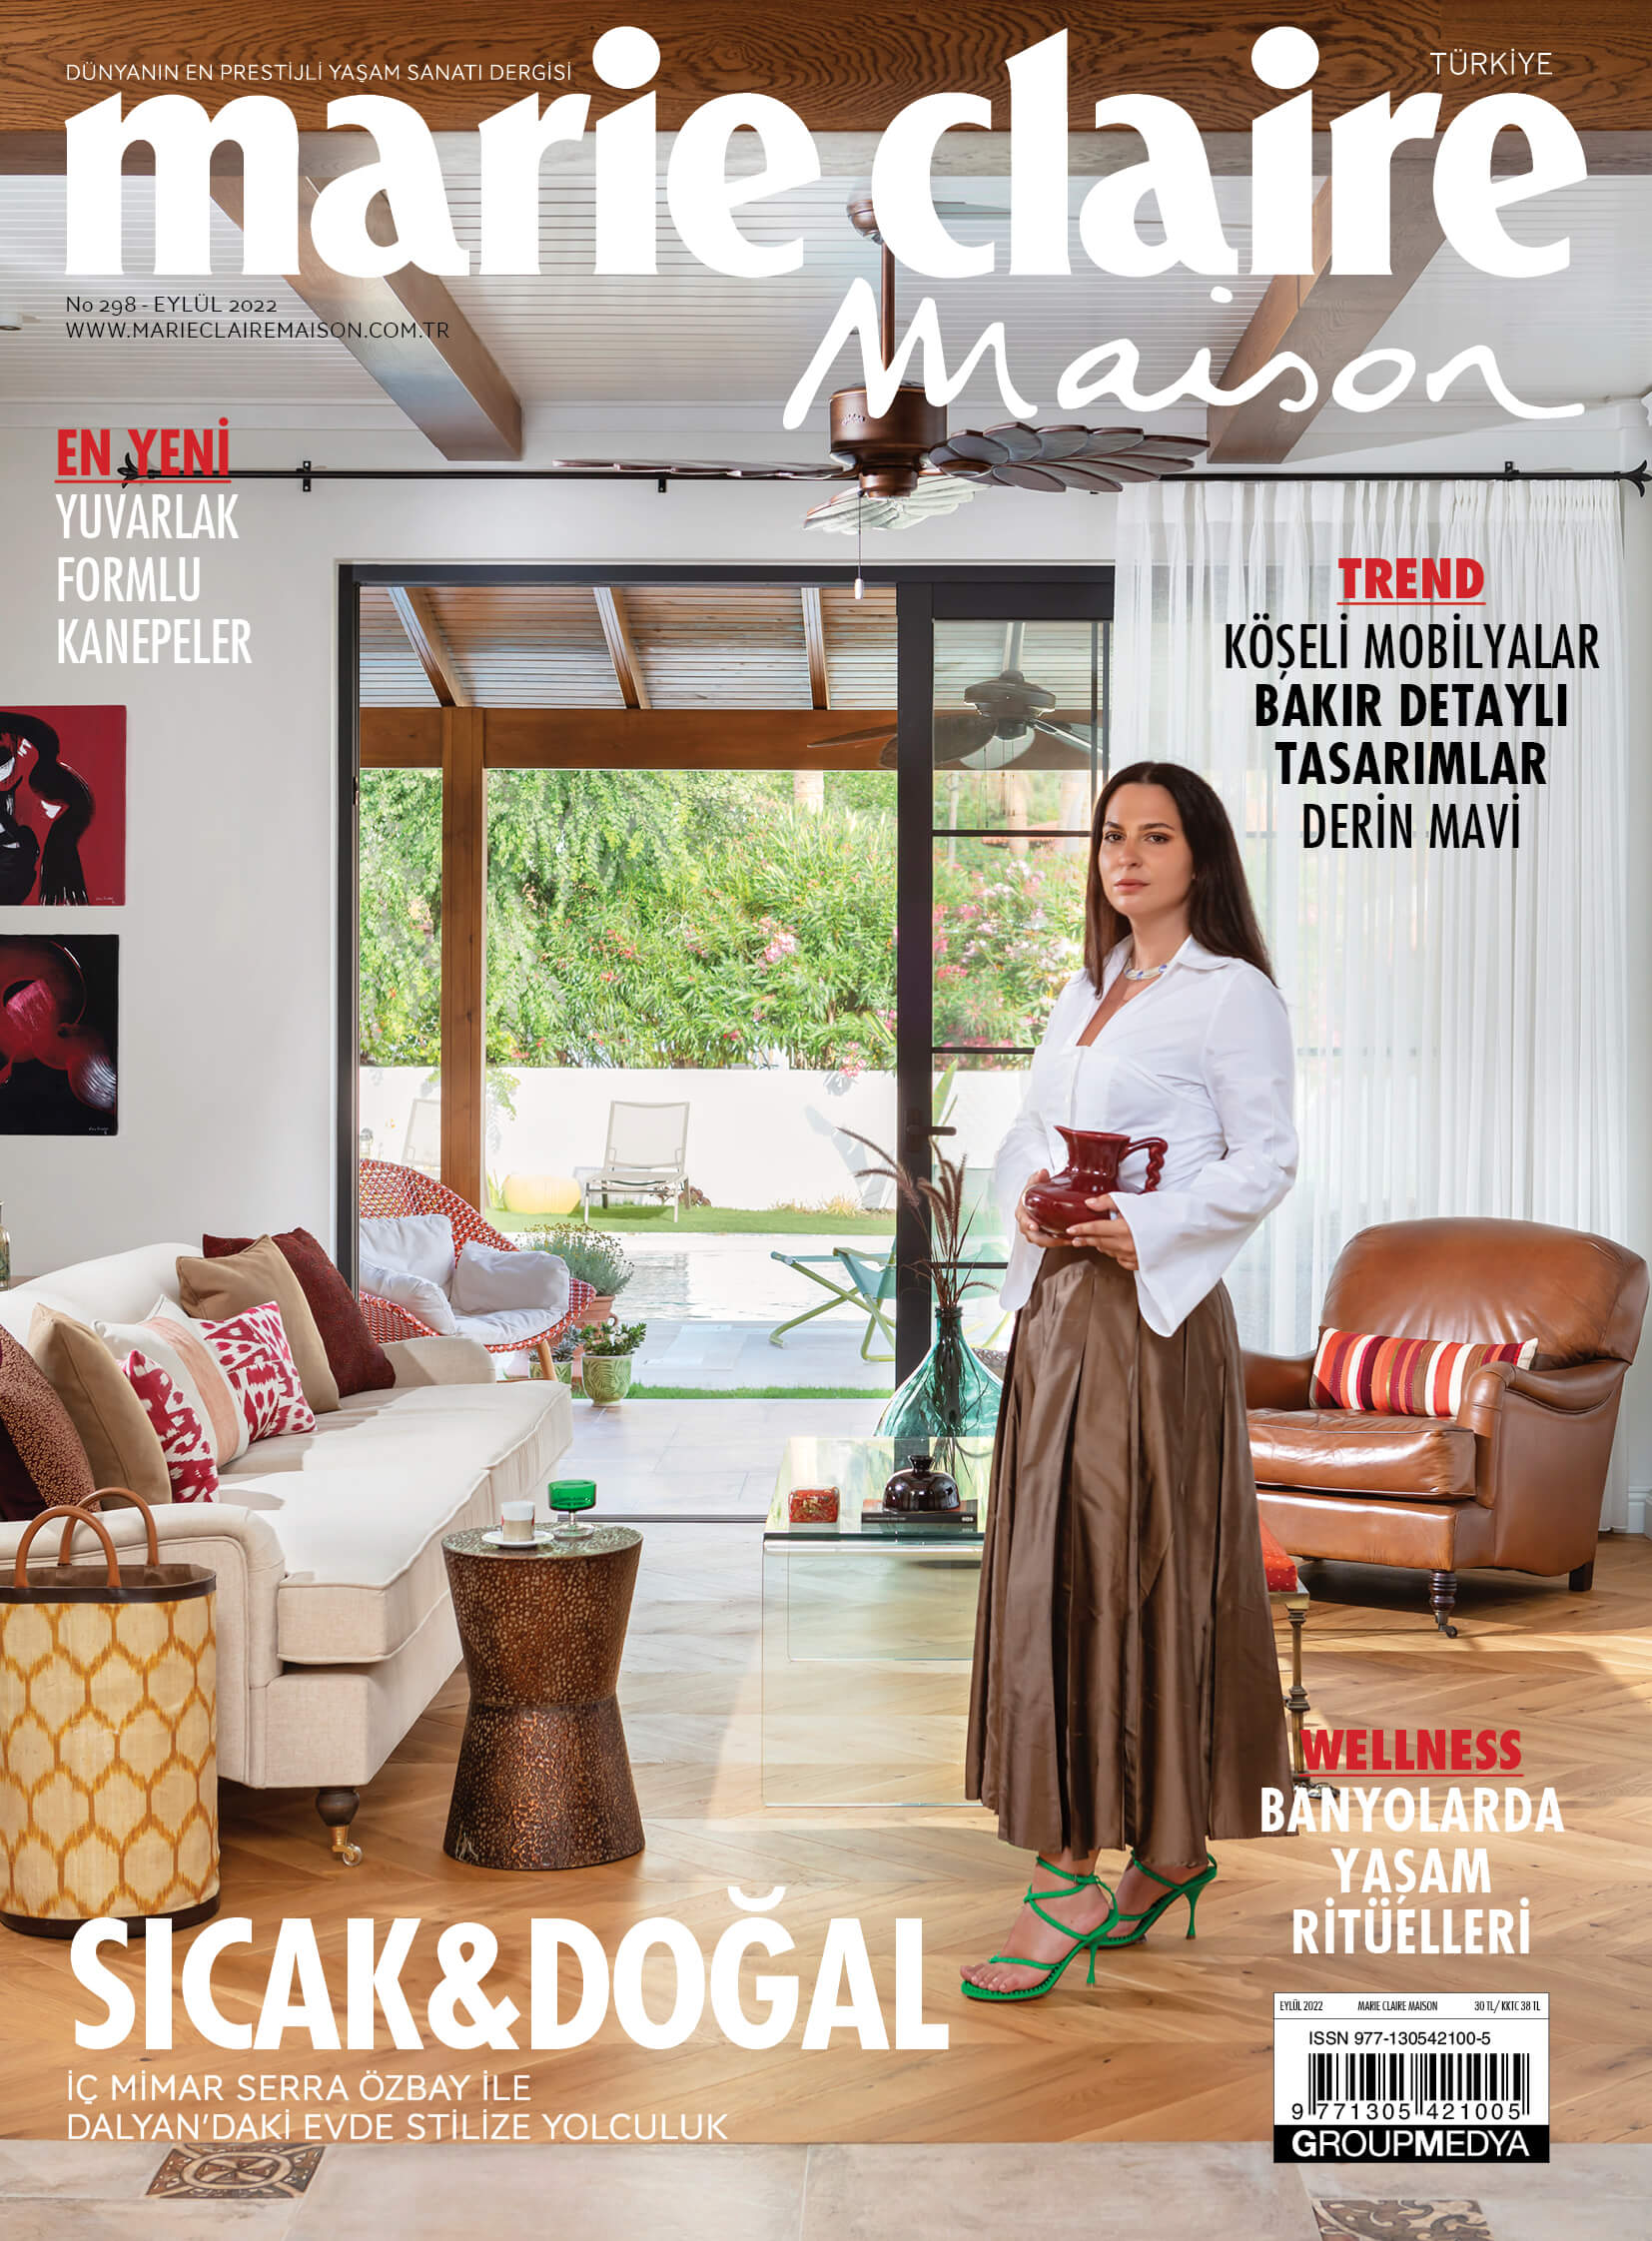 DÜNYANIN EN PRESTİJLİ YAŞAM SANATI DERGİSİ
TÜRKİYE
marie claire
Maison
No 298 - EYLÜL 2022
WWW.MARIECLAIREMAISON.COM.TR
EN YENİ
YUVARLAK
FORMLU
KANEPELER
TREND
KÖŞELİ MOBİLYALAR
BAKIR DETAYLI
TASARIMLAR
DERİN MAVİ
WELLNESS
BANYOLARDA
YAŞAM
RİTÜELLERİ
SICAK&DOĞAL
İÇ MİMAR SERRA ÖZBAY İLE
DALYAN'DAKİ EVDE STİLİZE YOLCULUK
EYLÜL 2022 MARIE CLAIRE MAISON 30 TL / KKTC 38 TL
ISSN 977-130542100-5
9 771305 421005
GROUPMEDYA